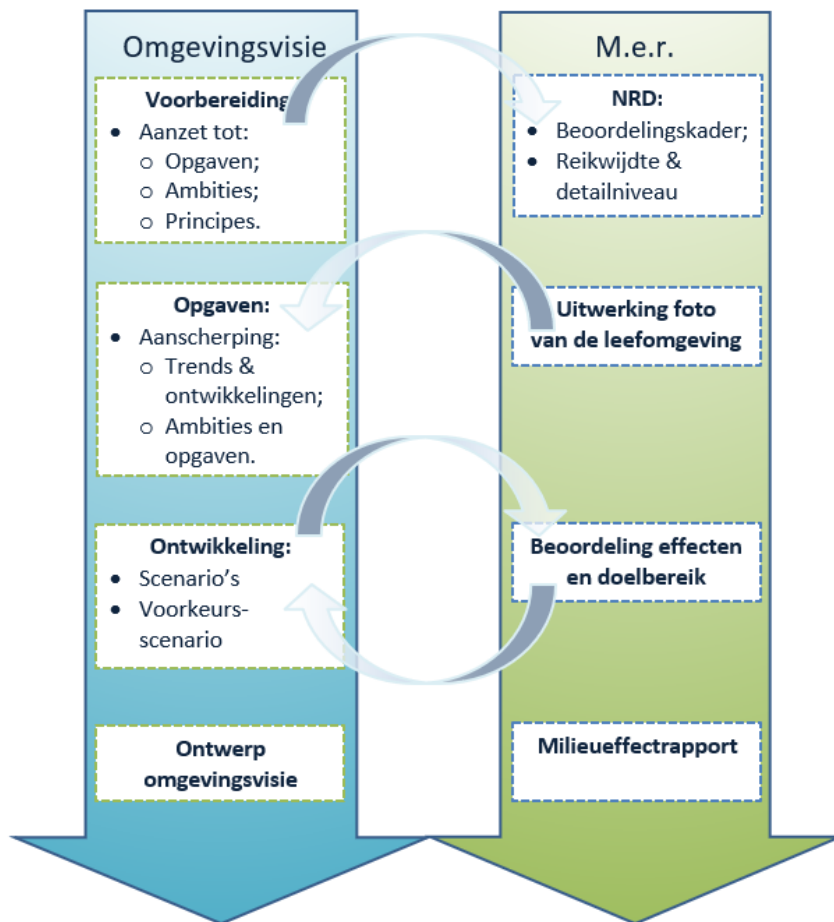 Omgevingsvisie
Voorbereiding
• Aanzet tot:
o Opgaven;
o Ambities;
o Principes.
Opgaven:
• Aanscherping:
o Trends &
ontwikkelingen;
o Ambities en
opgaven.
Ontwikkeling:
• Scenario's
• Voorkeurs-
scenario
Ontwerp
omgevingsvisie
M.e.r.
NRD:
• Beoordelingskader;
• Reikwijdte &
detailniveau
Uitwerking foto
van de leefomgeving
Beoordeling effecten
en doelbereik
Milieueffectrapport